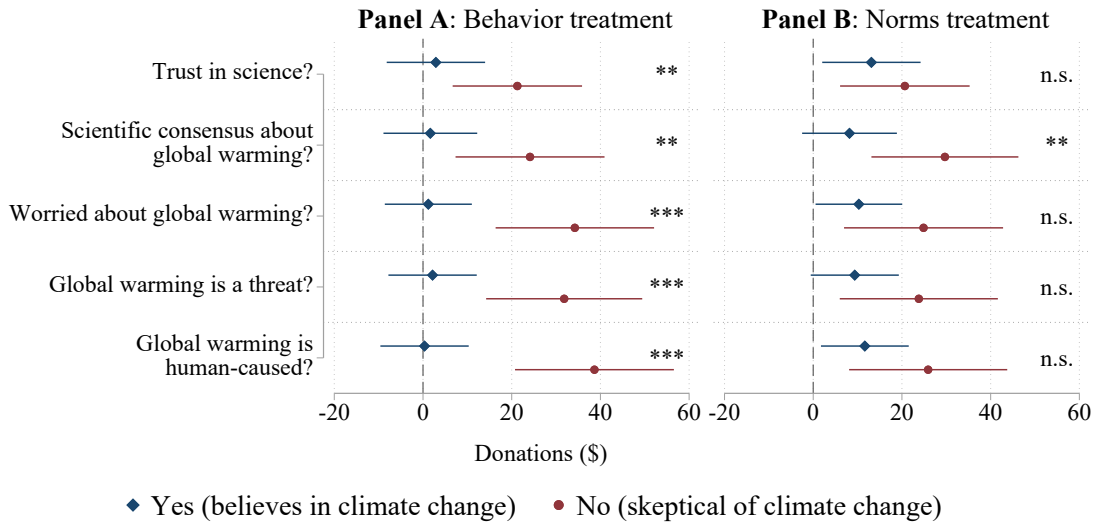 Panel A: Behavior treatment
Panel B: Norms treatment
Trust in science?
**
n.s.
Scientific consensus about
global warming?
**
**
Worried about global warming?
***
n.s.
Global warming is a threat?
***
n.s.
Global warming is
human-caused?
***
n.s.
-20 0 20 40 60
-20 0 20 40 60
Donations ($)
Yes (believes in climate change)
No (skeptical of climate change)